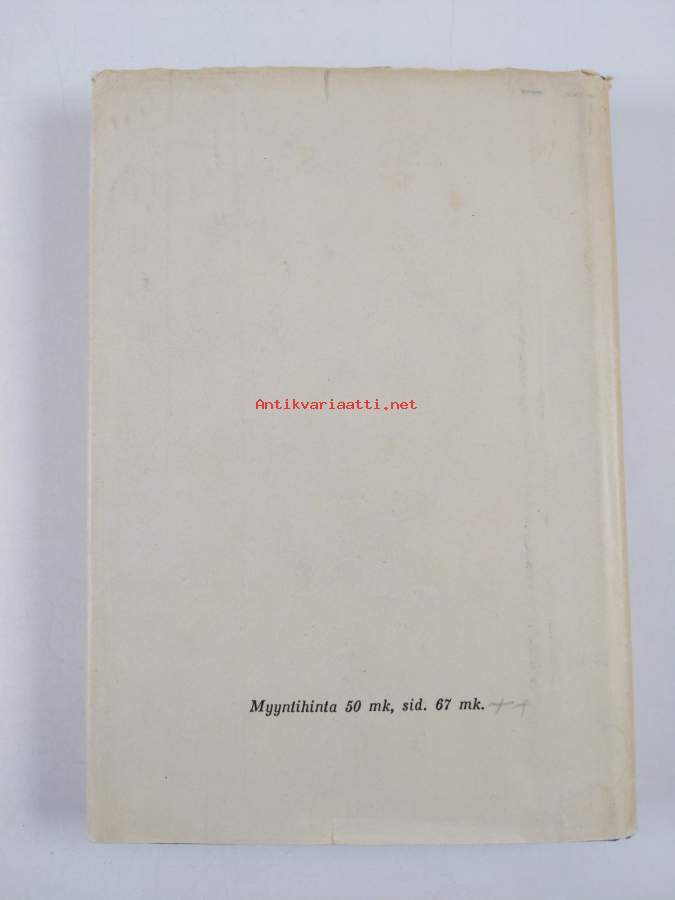 Antikvariaatti.net
Myyntihinta 50 mk, sid. 67 mk.